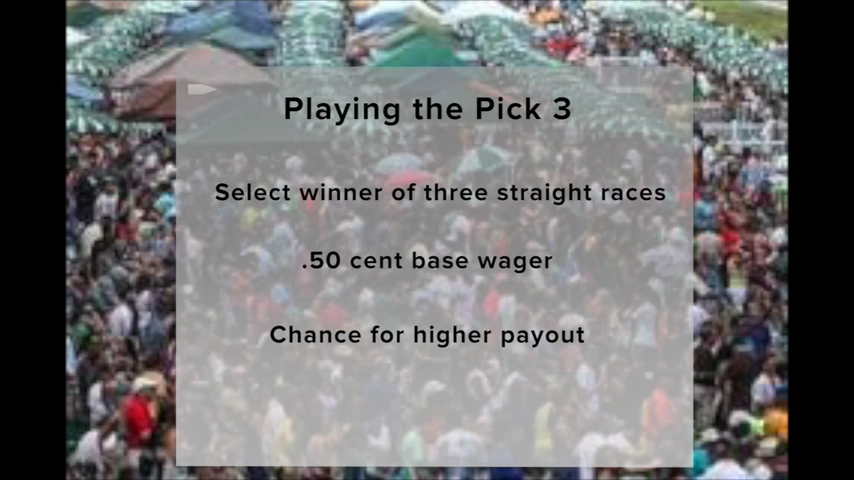 Playing the Pick 3
Select winner of three straight races
.50 cent base wager
Chance for higher payout